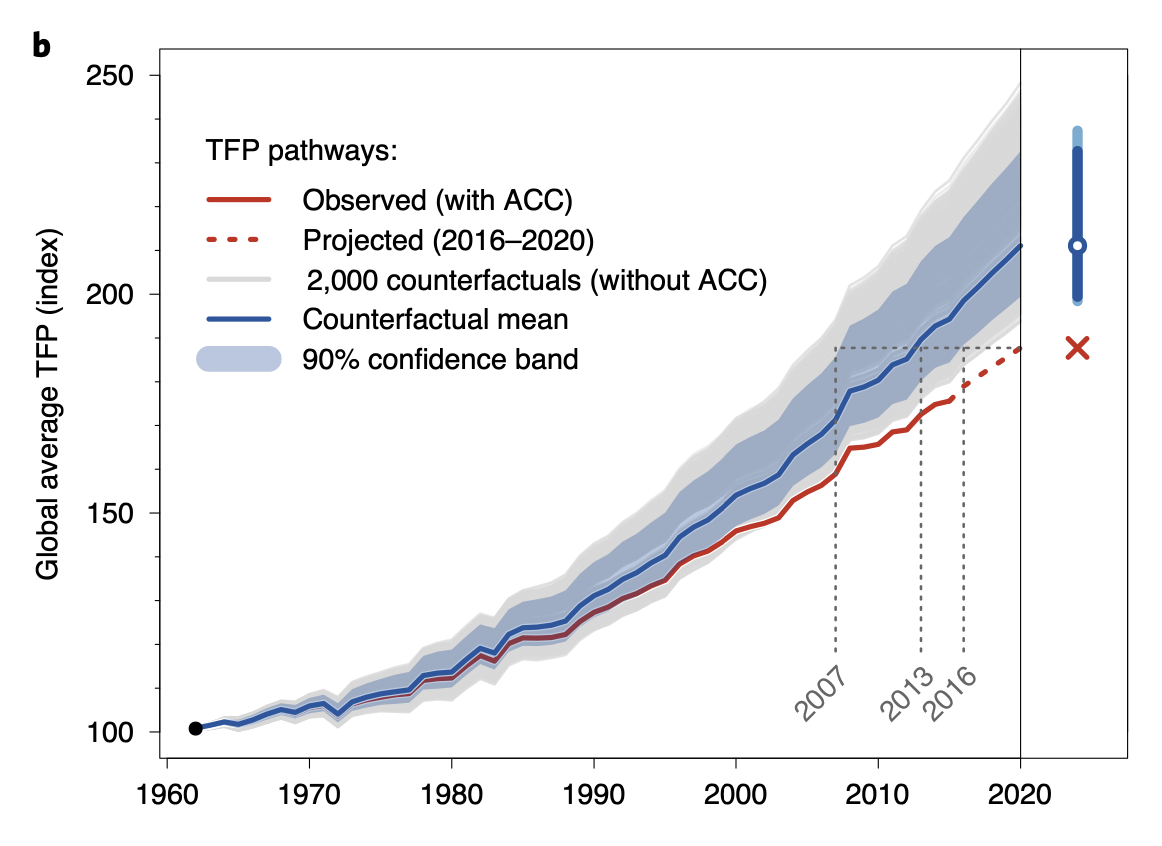 b
250
200
150
100
Global average TFP (index)
TFP pathways:
Observed (with ACC)
Projected (2016–2020)
2,000 counterfactuals (without ACC)
Counterfactual mean
90% confidence band
2007
2013
2016
1960 1970 1980 1990 2000 2010 2020